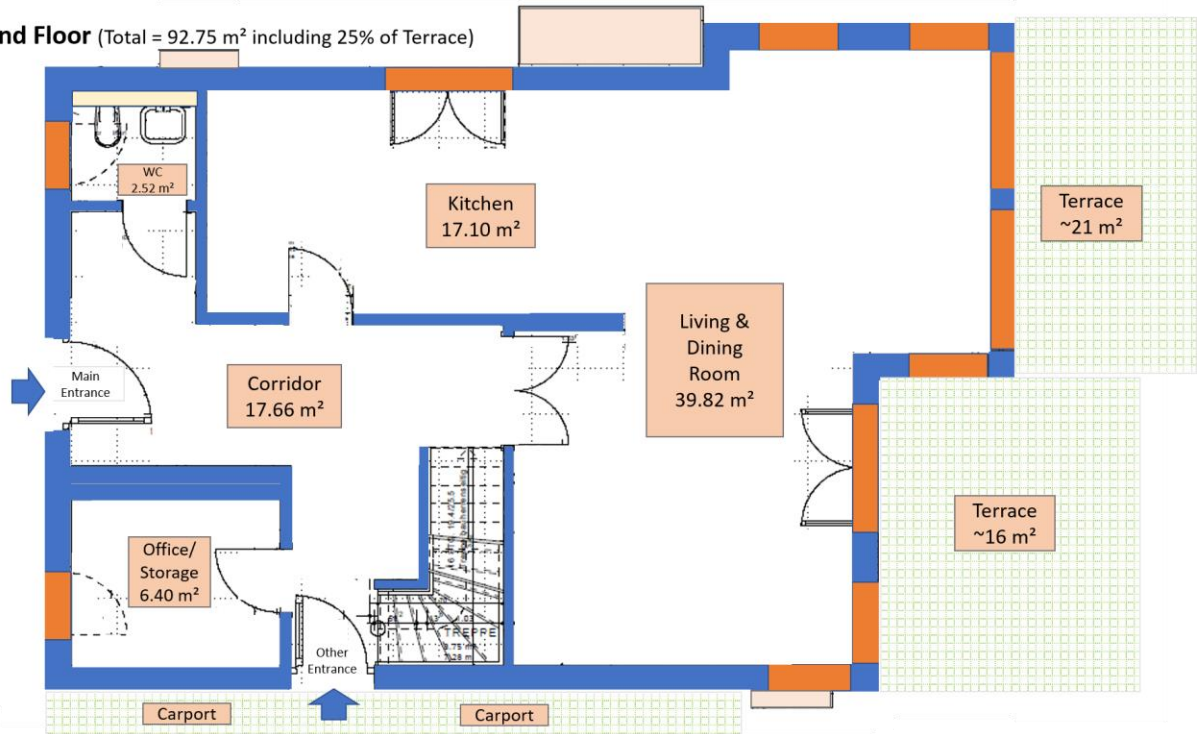 nd Floor (Total = 92.75 m² including 25% of Terrace)
WC
2.52 m²
Kitchen
17.10 m²
Terrace
~21 m²
Living &
Dining
Room
39.82 m²
Main
Entrance
Corridor
17.66 m²
Office/
Storage
6.40 m²
Terrace
~16 m²
TREPPE
Other
Entrance
Carport
Carport